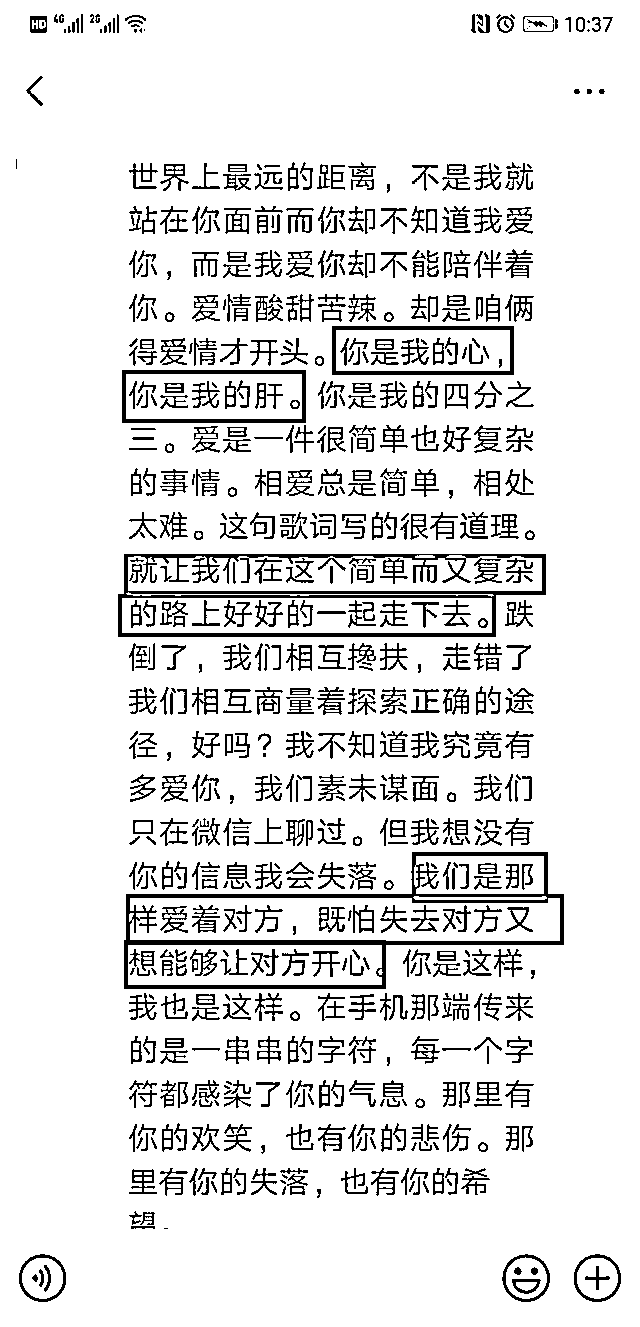 HD 4G 2G 10:37
世界上最远的距离，不是我就
站在你面前而你却不知道我爱
你，而是我爱你却不能陪伴着
你。爱情酸甜苦辣。却是咱俩
得爱情才开头。你是我的心，
你是我的肝。你是我的四分之
三。爱是一件很简单也好复杂
的事情。相爱总是简单，相处
太难。这句歌词写的很有道理。
就让我们在这个简单而又复杂
的路上好好的一起走下去。跌
倒了，我们相互搀扶，走错了
我们相互商量着探索正确的途
径，好吗？我不知道我究竟有
多爱你，我们素未谋面。我们
只在微信上聊过。但我想没有
你的信息我会失落。我们是那
样爱着对方，既怕失去对方又
想能够让对方开心。你是这样，
我也是这样。在手机那端传来
的是一串串的字符，每一个字
符都感染了你的气息。那里有
你的欢笑，也有你的悲伤。那
里有你的失落，也有你的希
望。